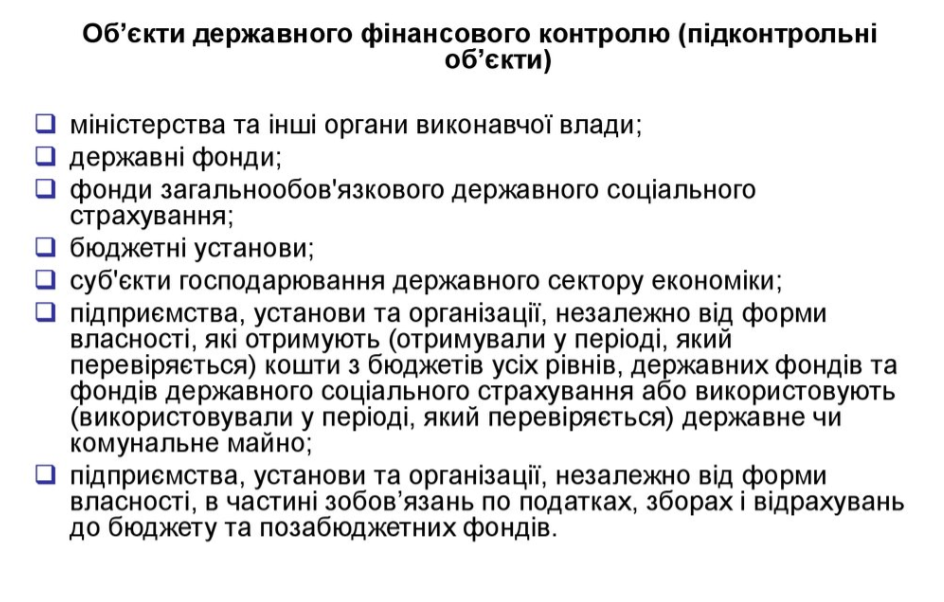 Об’єкти державного фінансового контролю (підконтрольні
об’єкти)
міністерства та інші органи виконавчої влади;
державні фонди;
фонди загальнообов'язкового державного соціального
страхування;
бюджетні установи;
суб'єкти господарювання державного сектору економіки;
підприємства, установи та організації, незалежно від форми
власності, які отримують (отримували у періоді, який
перевіряється) кошти з бюджетів усіх рівнів, державних фондів та
фондів державного соціального страхування або використовують
(використовували у періоді, який перевіряється) державне чи
комунальне майно;
підприємства, установи та організації, незалежно від форми
власності, в частині зобов’язань по податках, зборах і відрахувань
до бюджету та позабюджетних фондів.